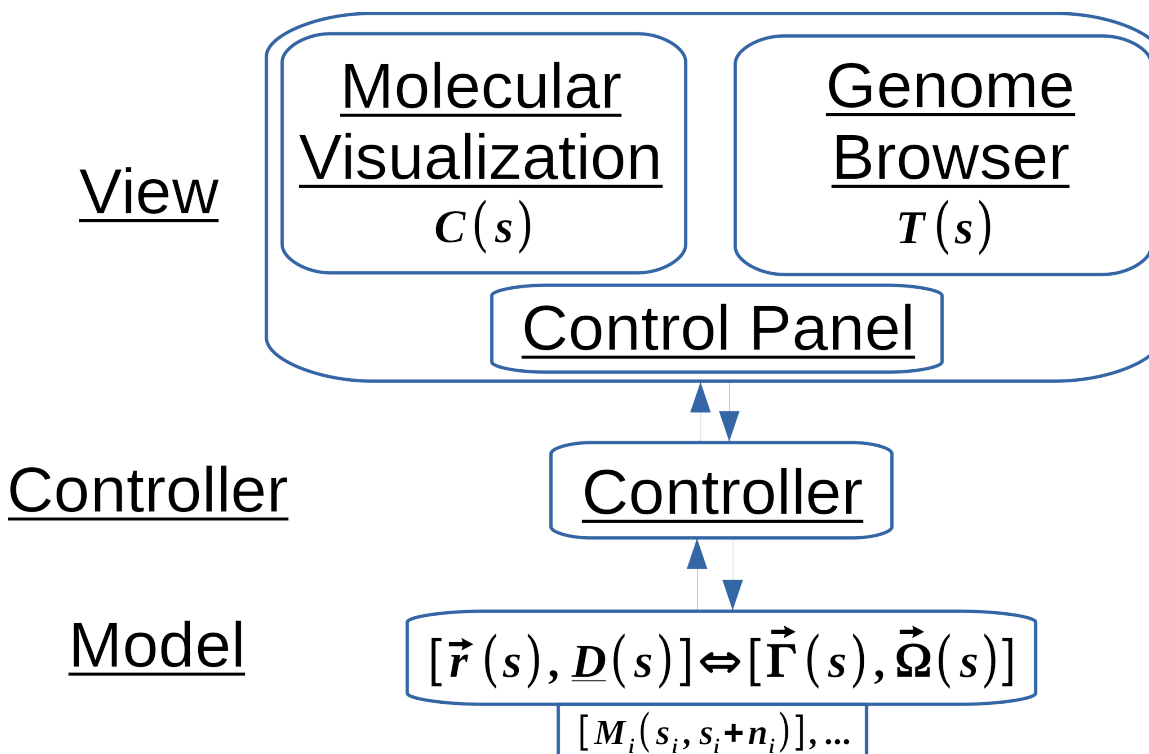 View
Molecular
Visualization
C(s)
Genome
Browser
T(s)
Control Panel
Controller
Controller
Model
[r⃗(s), D̲(s)]⇔[Γ⃗(s), Ω⃗(s)]
[Mᵢ(sᵢ, sᵢ+nᵢ)], ...